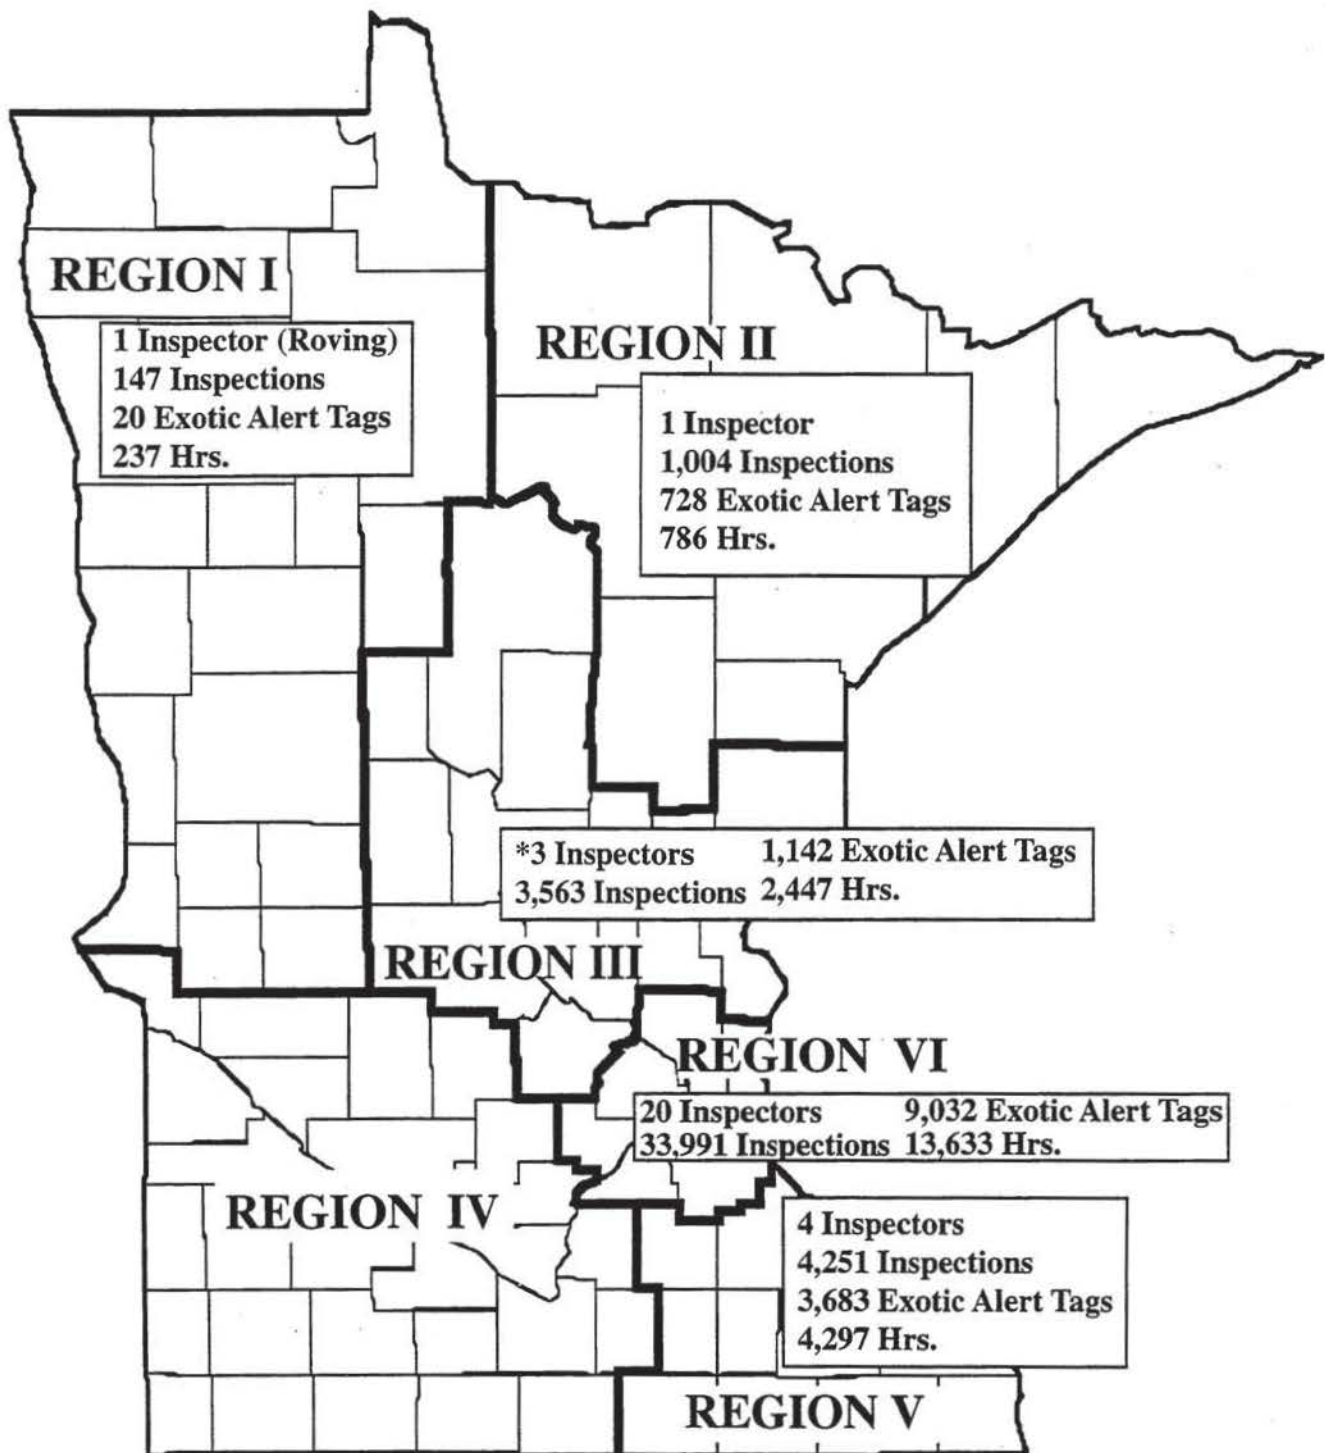 REGION I
1 Inspector (Roving)
147 Inspections
20 Exotic Alert Tags
237 Hrs.
REGION II
1 Inspector
1,004 Inspections
728 Exotic Alert Tags
786 Hrs.
*3 Inspectors 1,142 Exotic Alert Tags
3,563 Inspections 2,447 Hrs.
REGION III
REGION VI
20 Inspectors 9,032 Exotic Alert Tags
33,991 Inspections 13,633 Hrs.
REGION IV
4 Inspectors
4,251 Inspections
3,683 Exotic Alert Tags
4,297 Hrs.
REGION V